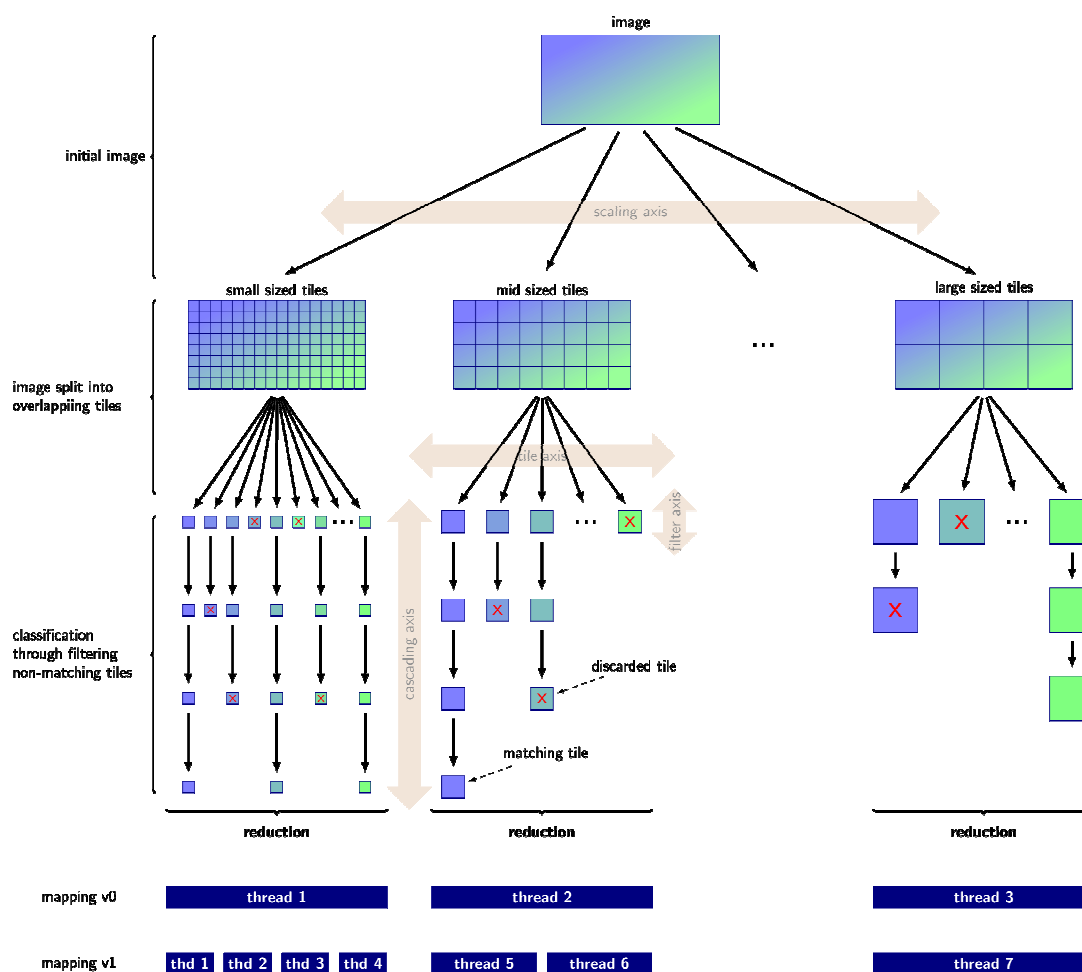 image
initial image
scaling axis
small sized tiles
mid sized tiles
large sized tiles
...
image split into
overlappiing tiles
tile axis
filter axis
x
x
...
...
x
x
...
x
x
x
cascading axis
classification
through filtering
non-matching tiles
discarded tile
x
x
x
matching tile
reduction
reduction
reduction
mapping v0
thread 1
thread 2
thread 3
mapping v1
thd 1
thd 2
thd 3
thd 4
thread 5
thread 6
thread 7